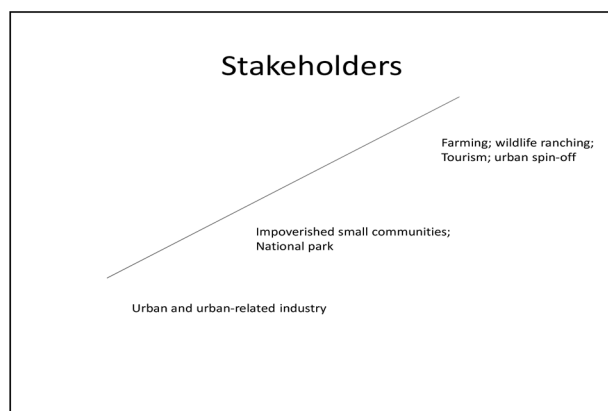 Stakeholders
Farming; wildlife ranching;
Tourism; urban spin-off
Impoverished small communities;
National park
Urban and urban-related industry